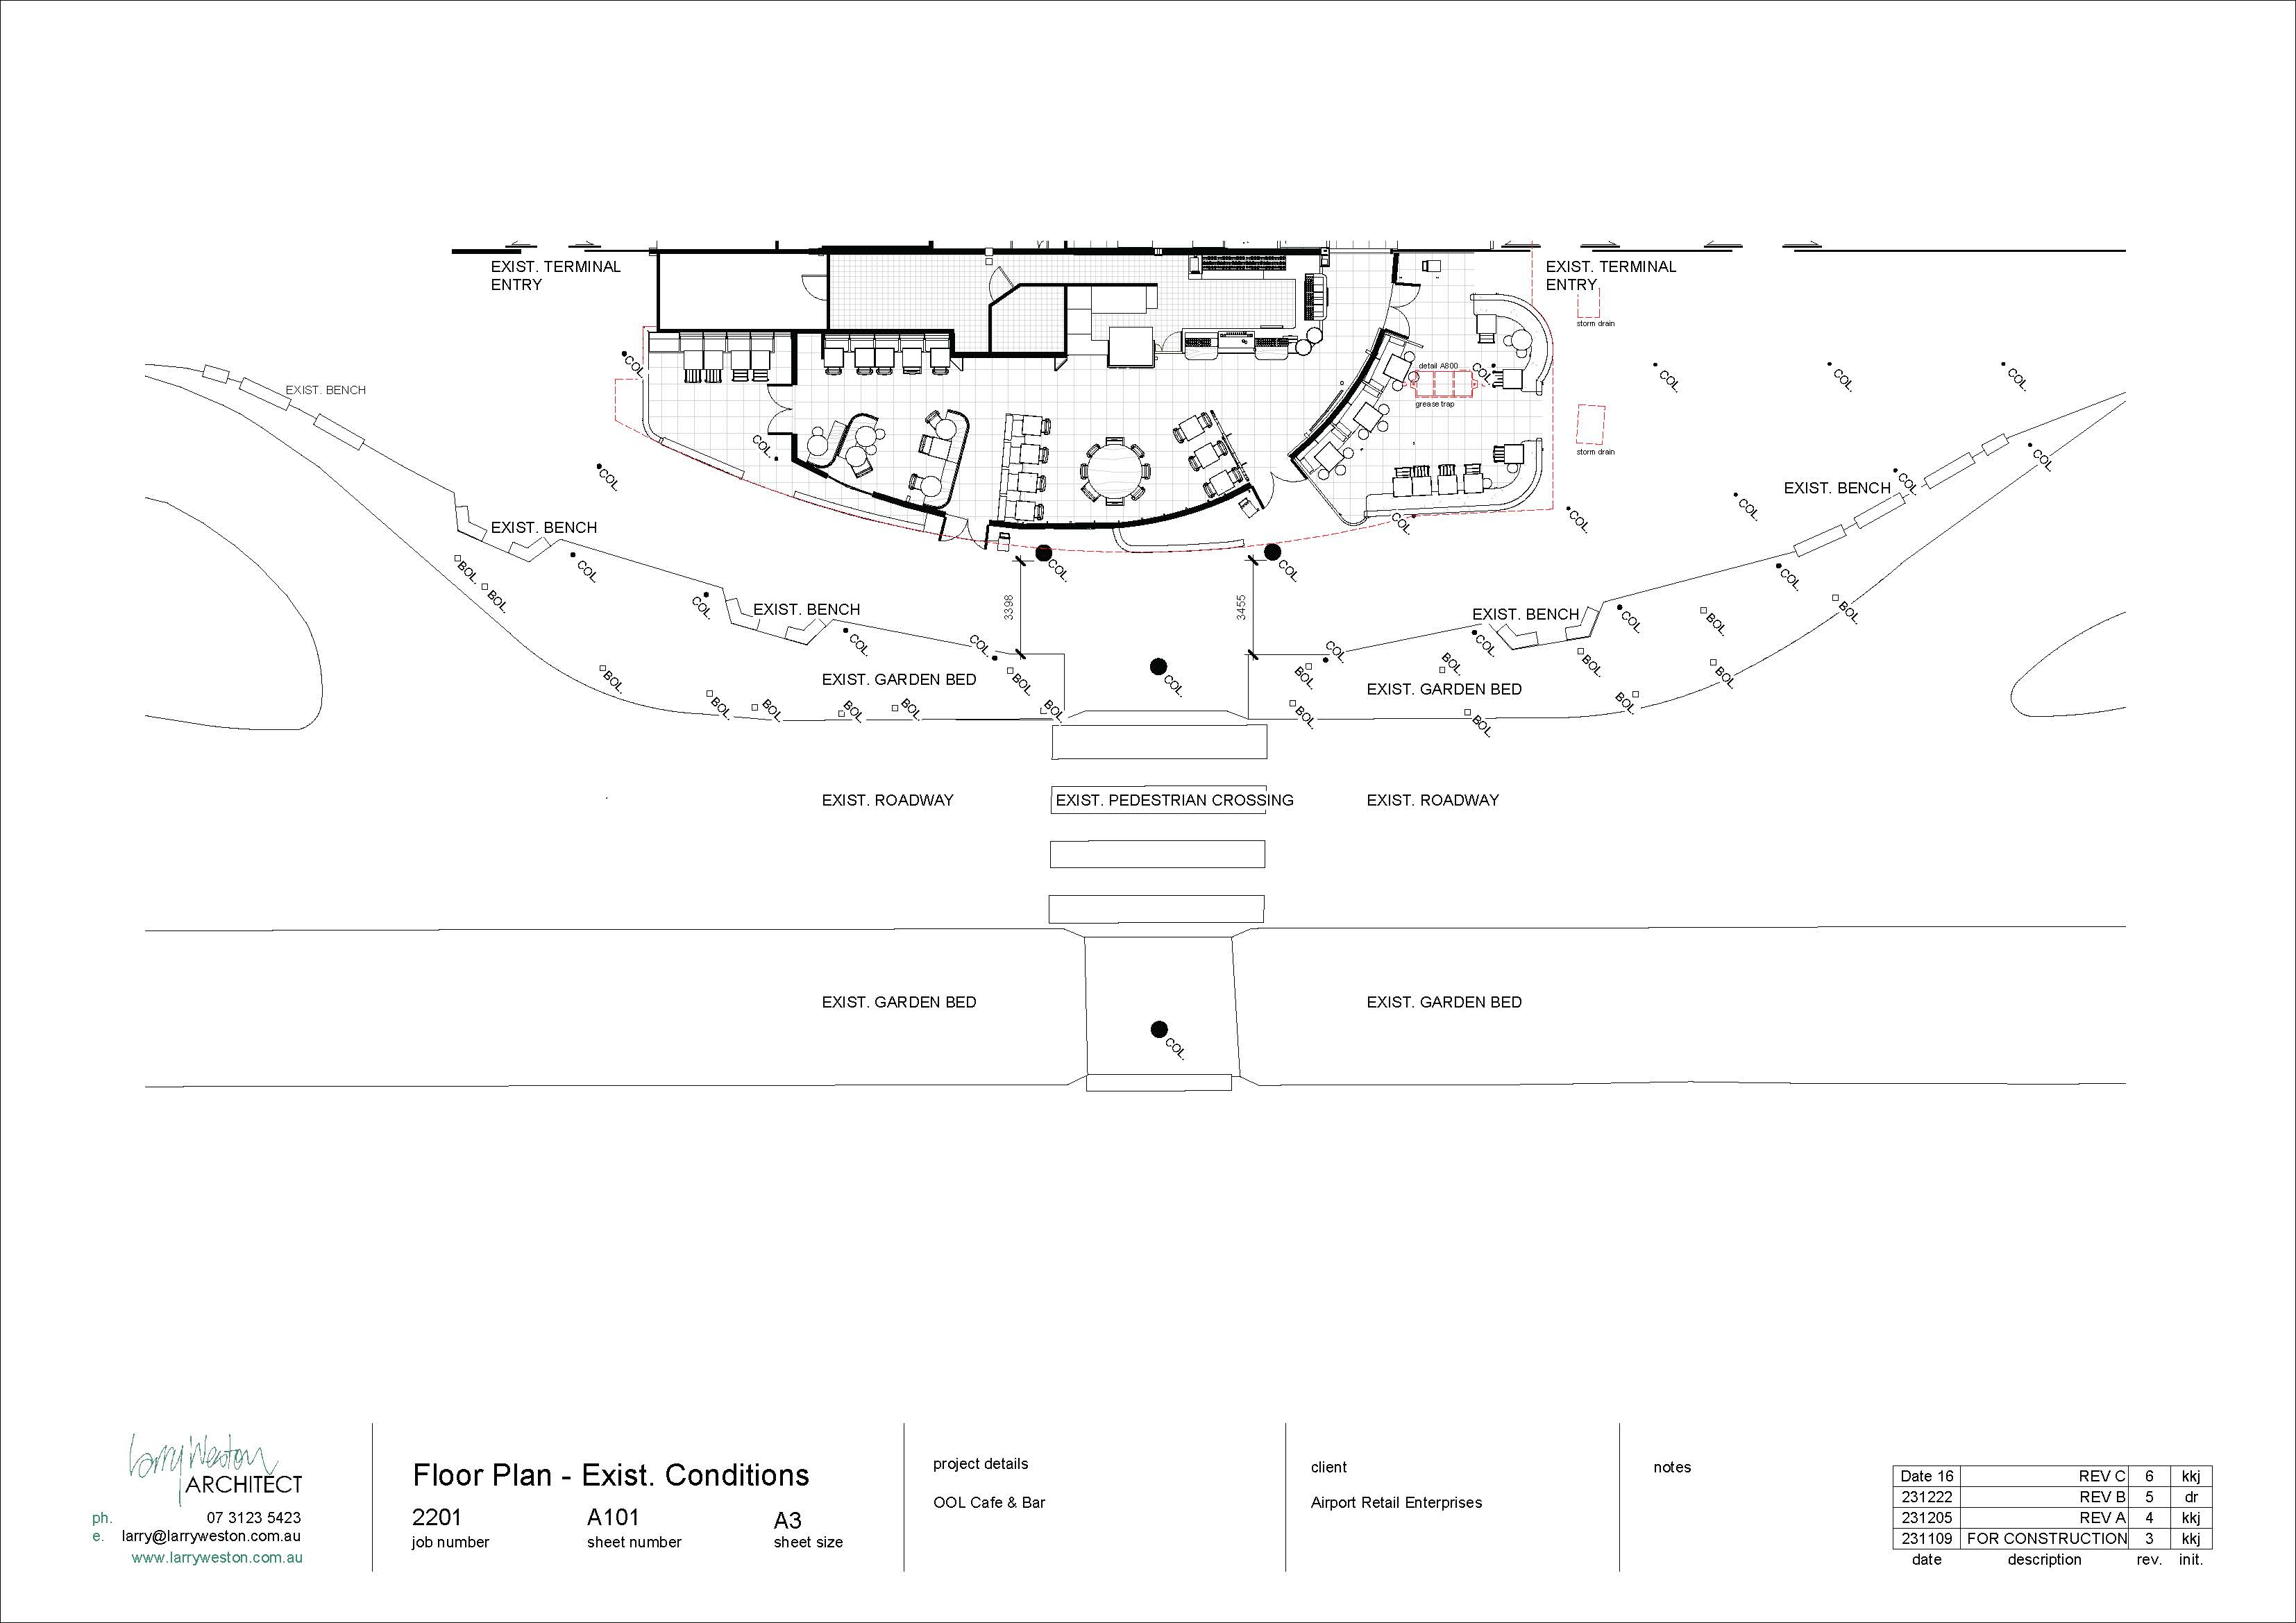 EXIST. TERMINAL
ENTRY
EXIST. TERMINAL
ENTRY
storm drain
COL.
detail A800
COL.
grease trap
COL.
COL.
COL.
EXIST. BENCH
COL.
storm drain
COL.
COL.
EXIST. BENCH
COL.
COL.
COL.
COL.
EXIST. BENCH
BOL.
BOL.
COL.
COL.
COL.
COL.
BOL.
3398
3455
COL.
EXIST. BENCH
EXIST. BENCH
COL.
BOL.
COL.
COL.
COL.
COL.
BOL.
BOL.
BOL.
BOL.
BOL.
BOL.
EXIST. GARDEN BED
COL.
EXIST. GARDEN BED
BOL.
BOL.
BOL.
BOL.
BOL.
BOL.
BOL.
BOL.
BOL.
EXIST. ROADWAY
EXIST. PEDESTRIAN CROSSING
EXIST. ROADWAY
EXIST. GARDEN BED
EXIST. GARDEN BED
COL.
Larry Weston
ARCHITECT
ph. 07 3123 5423
e. larry@larryweston.com.au
www.larryweston.com.au
Floor Plan - Exist. Conditions
2201 A101 A3
job number sheet number sheet size
project details
OOL Cafe & Bar
client
Airport Retail Enterprises
notes
Date 16 REV C 6 kkj
231222 REV B 5 dr
231205 REV A 4 kkj
231109 FOR CONSTRUCTION 3 kkj
date description rev. init.